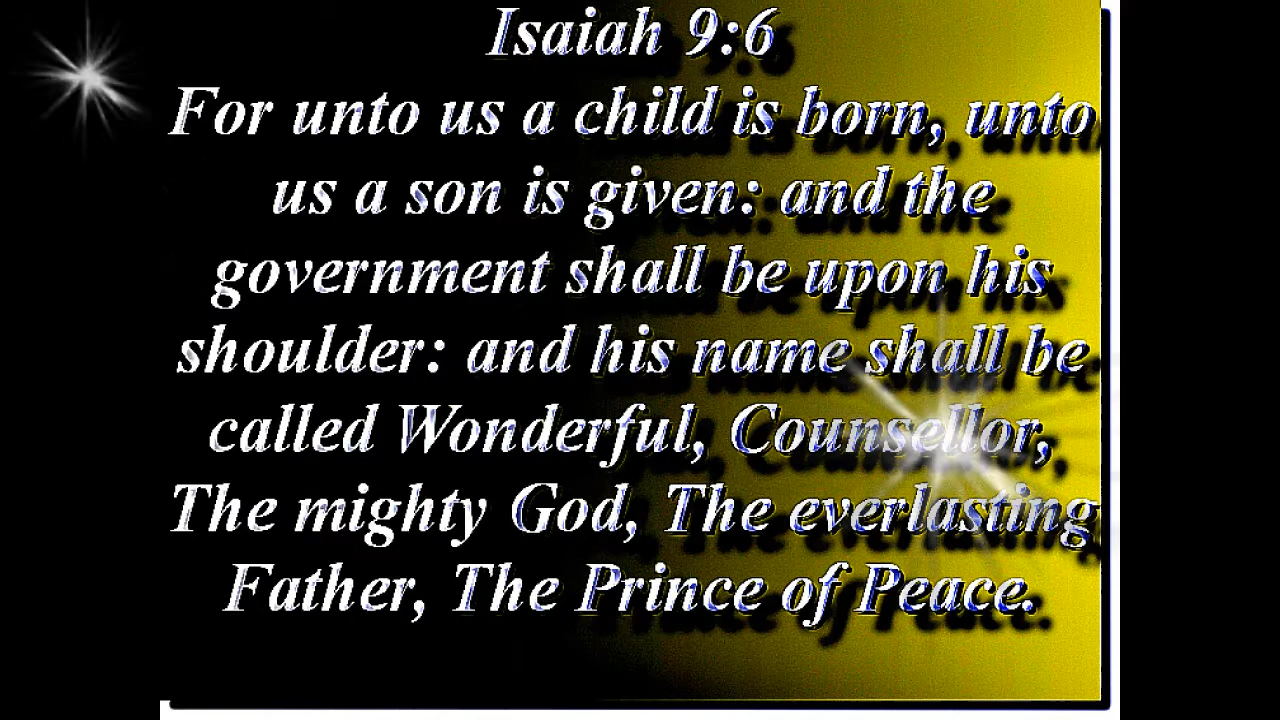 Isaiah 9:6
For unto us a child is born, unto
us a son is given: and the
government shall be upon his
shoulder: and his name shall be
called Wonderful, Counsellor,
The mighty God, The everlasting
Father, The Prince of Peace.